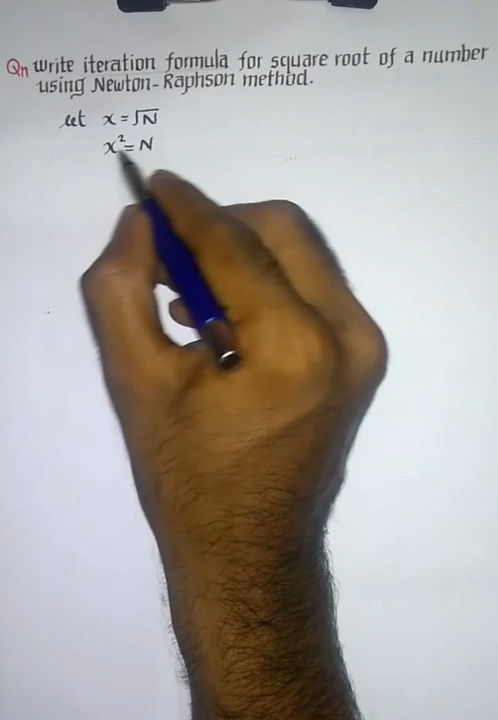 Qn Write iteration formula for square root of a number
using Newton-Raphson method.
let x = √N
x² = N